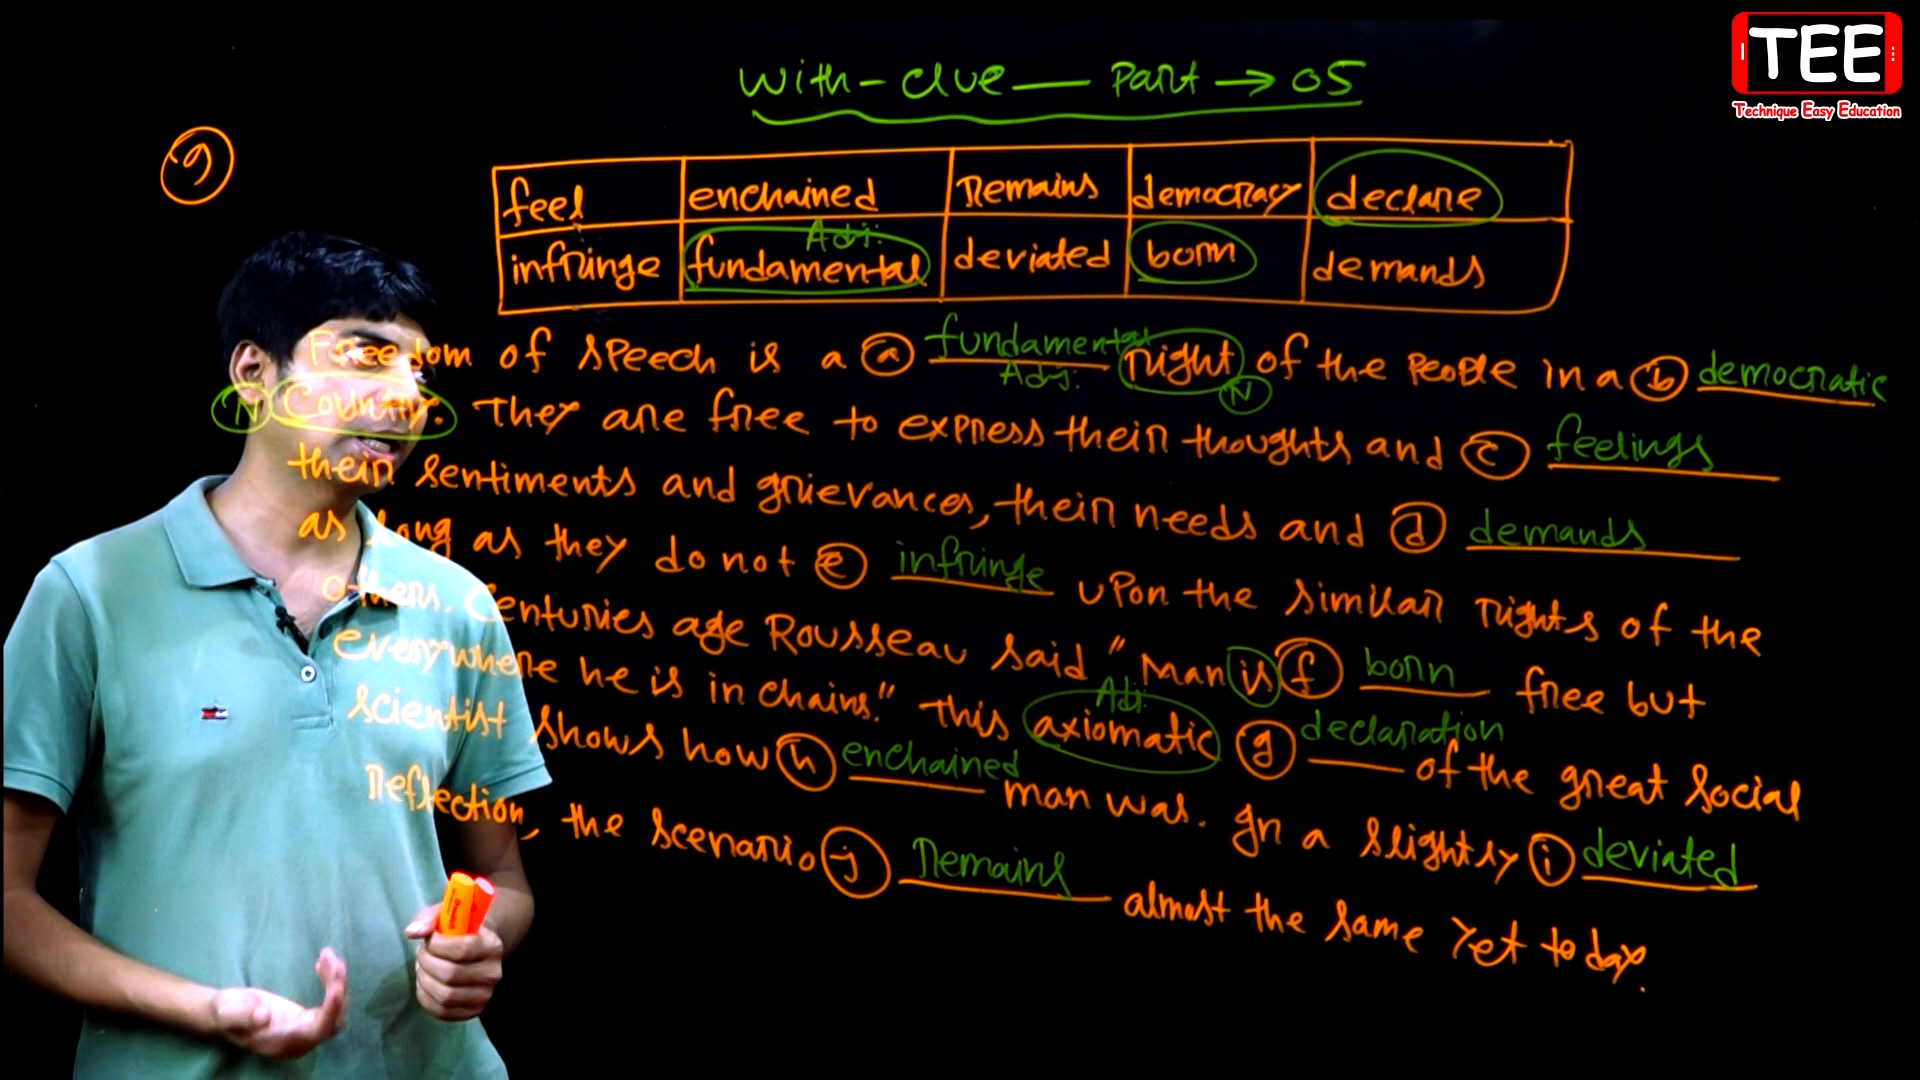 TEE
Technique Easy Education
With-clue — Part → 05
feel enchained Remains democracy declare
Adj:
infringe fundamental deviated born demands
Freedom of speech is a (a) fundamental right of the people in a (b) democratic
Adj: N
N Country. They are free to express their thoughts and (c) feelings
their sentiments and grievances, their needs and (d) demands
as long as they do not (e) infringe upon the similar rights of the
others. Centuries age Rousseau said "Man is (f) born free but
everywhere he is in chains." This axiomatic (g) declaration of the great social
Adj:
scientist shows how (h) enchained man was. In a slightly (i) deviated
Reflection, the scenario (j) Remains almost the same yet today.